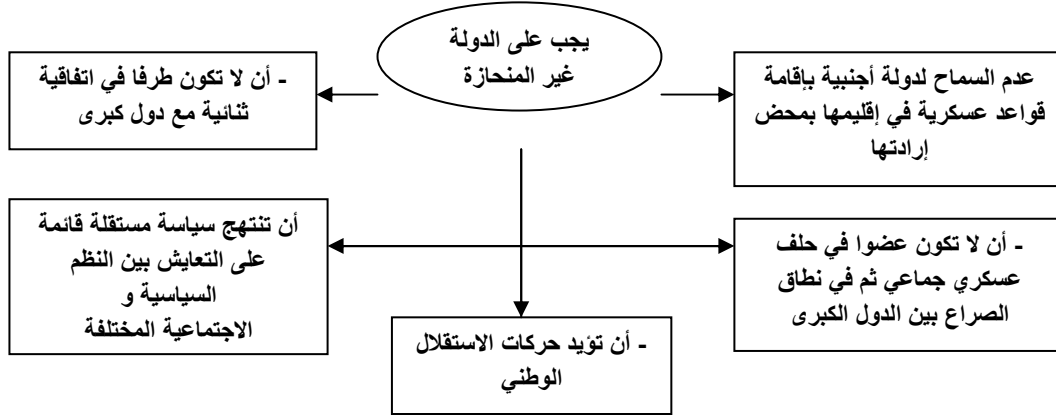 يجب على الدولة
غير المنحازة
عدم السماح لدولة أجنبية بإقامة
قواعد عسكرية في إقليمها بمحض
إرادتها
- أن لا تكون طرفا في اتفاقية
ثنائية مع دول كبرى
- أن لا تكون عضوا في حلف
عسكري جماعي ثم في نطاق
الصراع بين الدول الكبرى
أن تنتهج سياسة مستقلة قائمة
على التعايش بين النظم
السياسية و
الاجتماعية المختلفة
- أن تؤيد حركات الاستقلال
الوطني